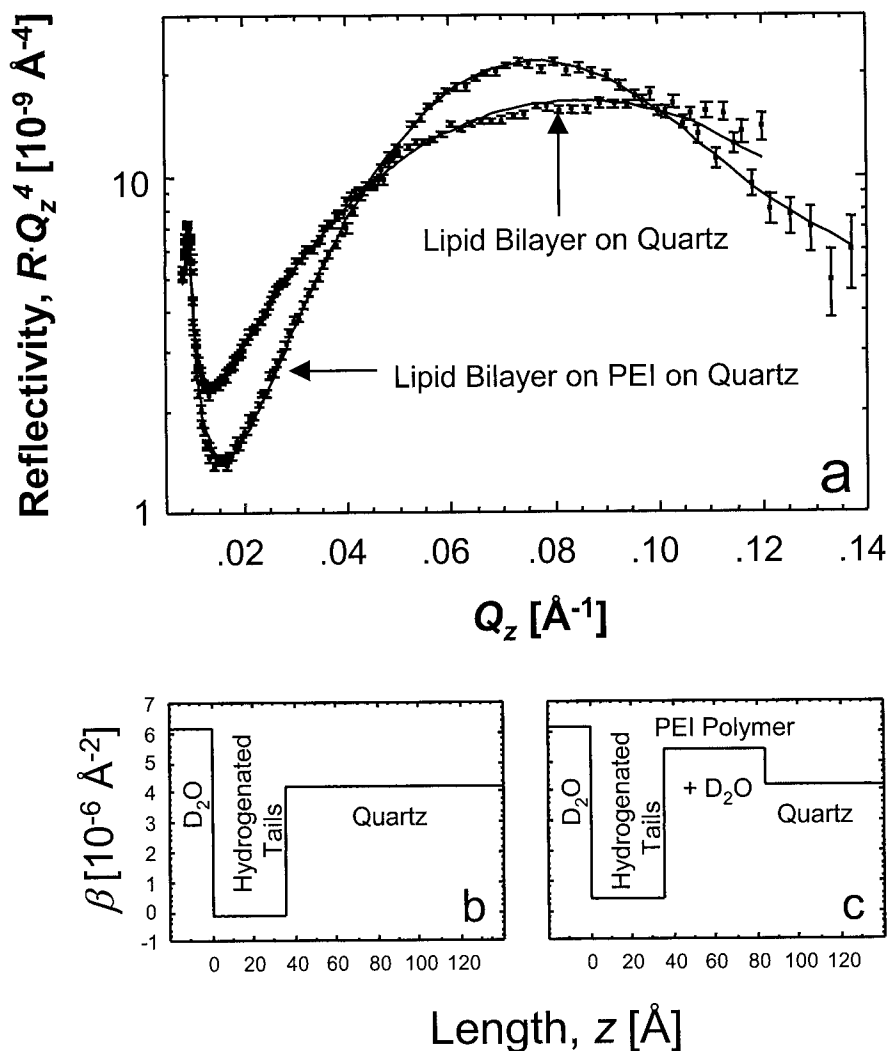 Reflectivity, R·Qz⁴ [10⁻⁹ Å⁻⁴]
10
1
Lipid Bilayer on Quartz
Lipid Bilayer on PEI on Quartz
a
.02 .04 .06 .08 .10 .12 .14
Qz [Å⁻¹]
β [10⁻⁶ Å⁻²]
7
6
5
4
3
2
1
0
-1
D₂O
Hydrogenated
Tails
Quartz
b
0 20 40 60 80 100 120
PEI Polymer
+ D₂O
D₂O
Hydrogenated
Tails
Quartz
c
0 20 40 60 80 100 120
Length, z [Å]